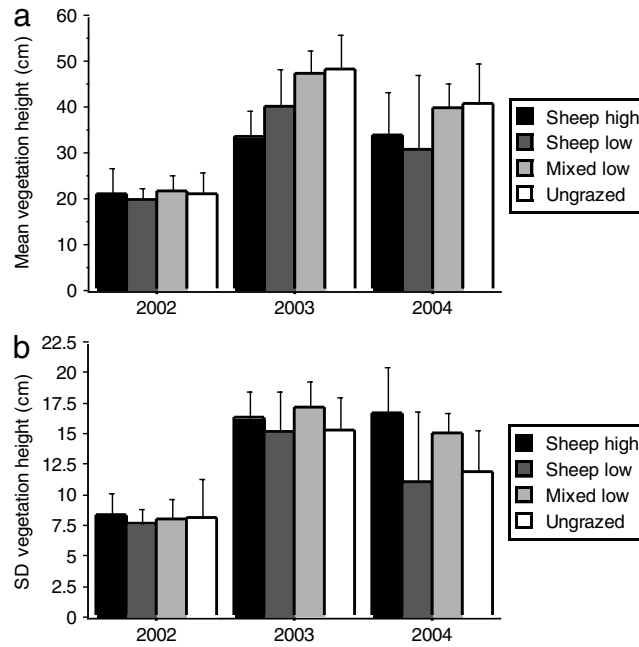 a
Mean vegetation height (cm)
60
50
40
30
20
10
0
2002 2003 2004
Sheep high
Sheep low
Mixed low
Ungrazed
b
SD vegetation height (cm)
22.5
20
17.5
15
12.5
10
7.5
5
2.5
0
2002 2003 2004
Sheep high
Sheep low
Mixed low
Ungrazed